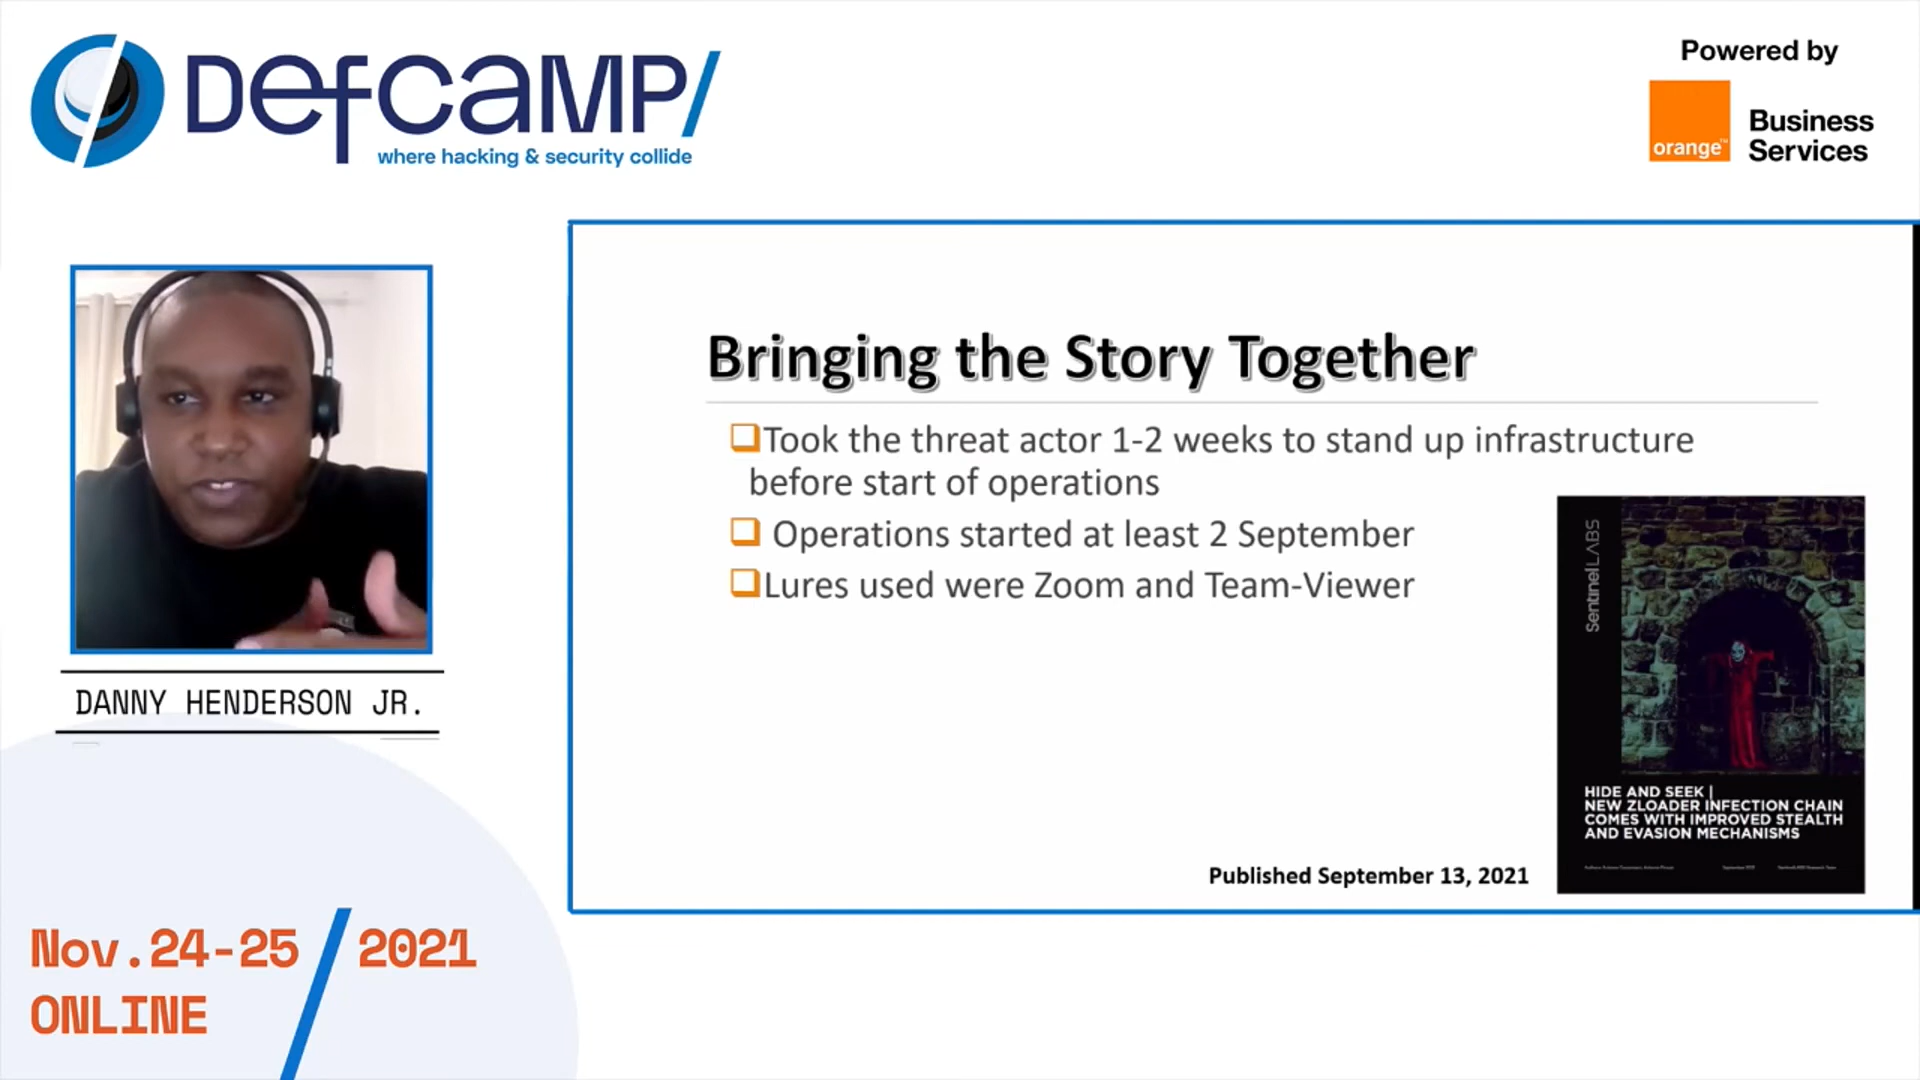 DefCAMP/
where hacking & security collide
Powered by
orange™
Business
Services
DANNY HENDERSON JR.
Nov.24-25 / 2021
ONLINE
Bringing the Story Together
Took the threat actor 1-2 weeks to stand up infrastructure
before start of operations
Operations started at least 2 September
Lures used were Zoom and Team-Viewer
SentinelLABS
HIDE AND SEEK |
NEW ZLOADER INFECTION CHAIN
COMES WITH IMPROVED STEALTH
AND EVASION MECHANISMS
Published September 13, 2021